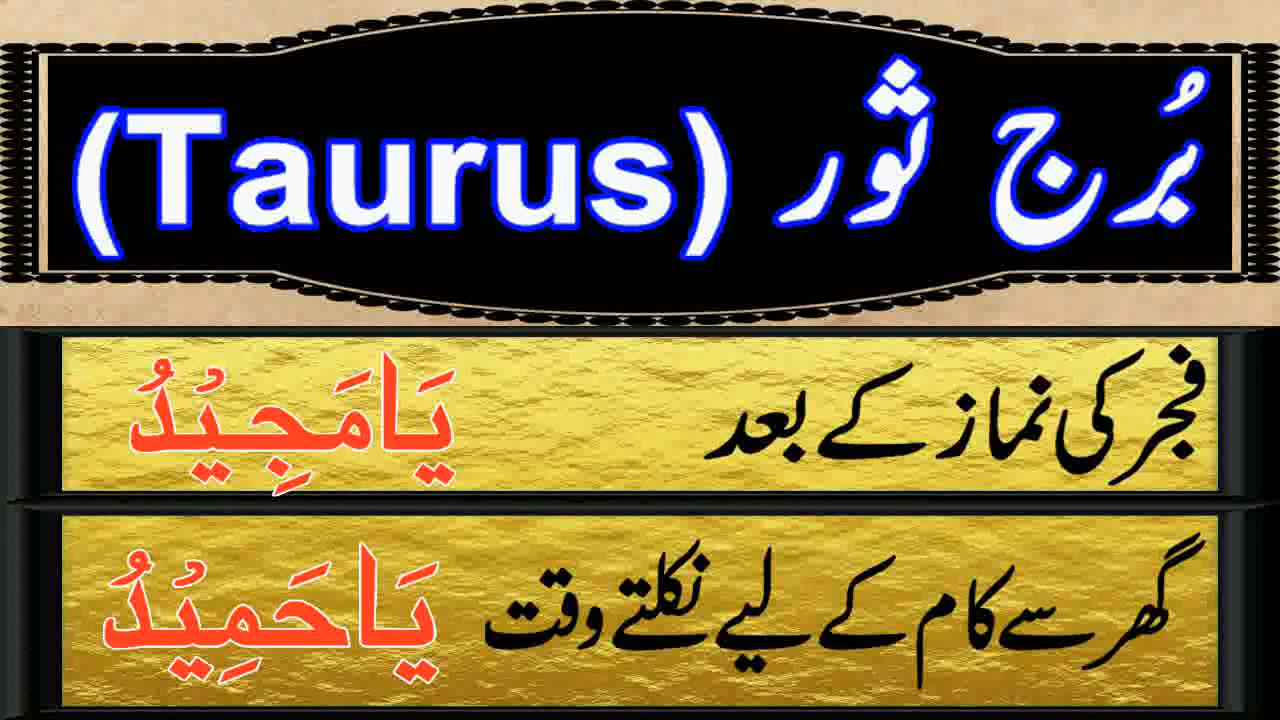 بُرج ثور (Taurus)
فجر کی نماز کے بعد یَامَجِیْدُ
گھر سے کام کے لیے نکلتے وقت یَاحَمِیْدُ